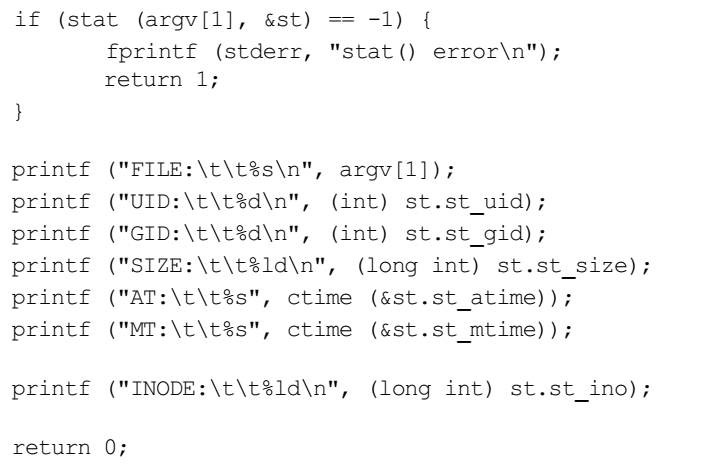 if (stat (argv[1], &st) == -1) {
        fprintf (stderr, "stat() error\n");
        return 1;
}

printf ("FILE:\t\t%s\n", argv[1]);
printf ("UID:\t\t%d\n", (int) st.st_uid);
printf ("GID:\t\t%d\n", (int) st.st_gid);
printf ("SIZE:\t\t%ld\n", (long int) st.st_size);
printf ("AT:\t\t%s", ctime (&st.st_atime));
printf ("MT:\t\t%s", ctime (&st.st_mtime));

printf ("INODE:\t\t%ld\n", (long int) st.st_ino);

return 0;